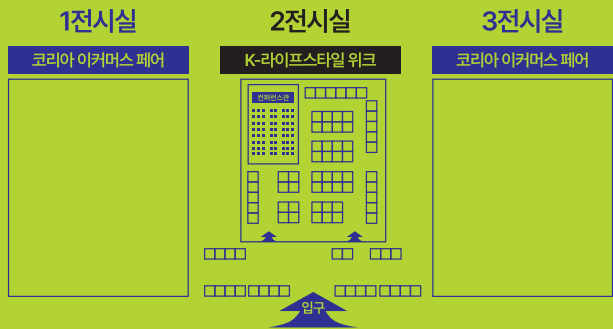 1전시실
2전시실
3전시실
코리아 이커머스 페어
K-라이프스타일 위크
코리아 이커머스 페어
컨퍼런스관
입구